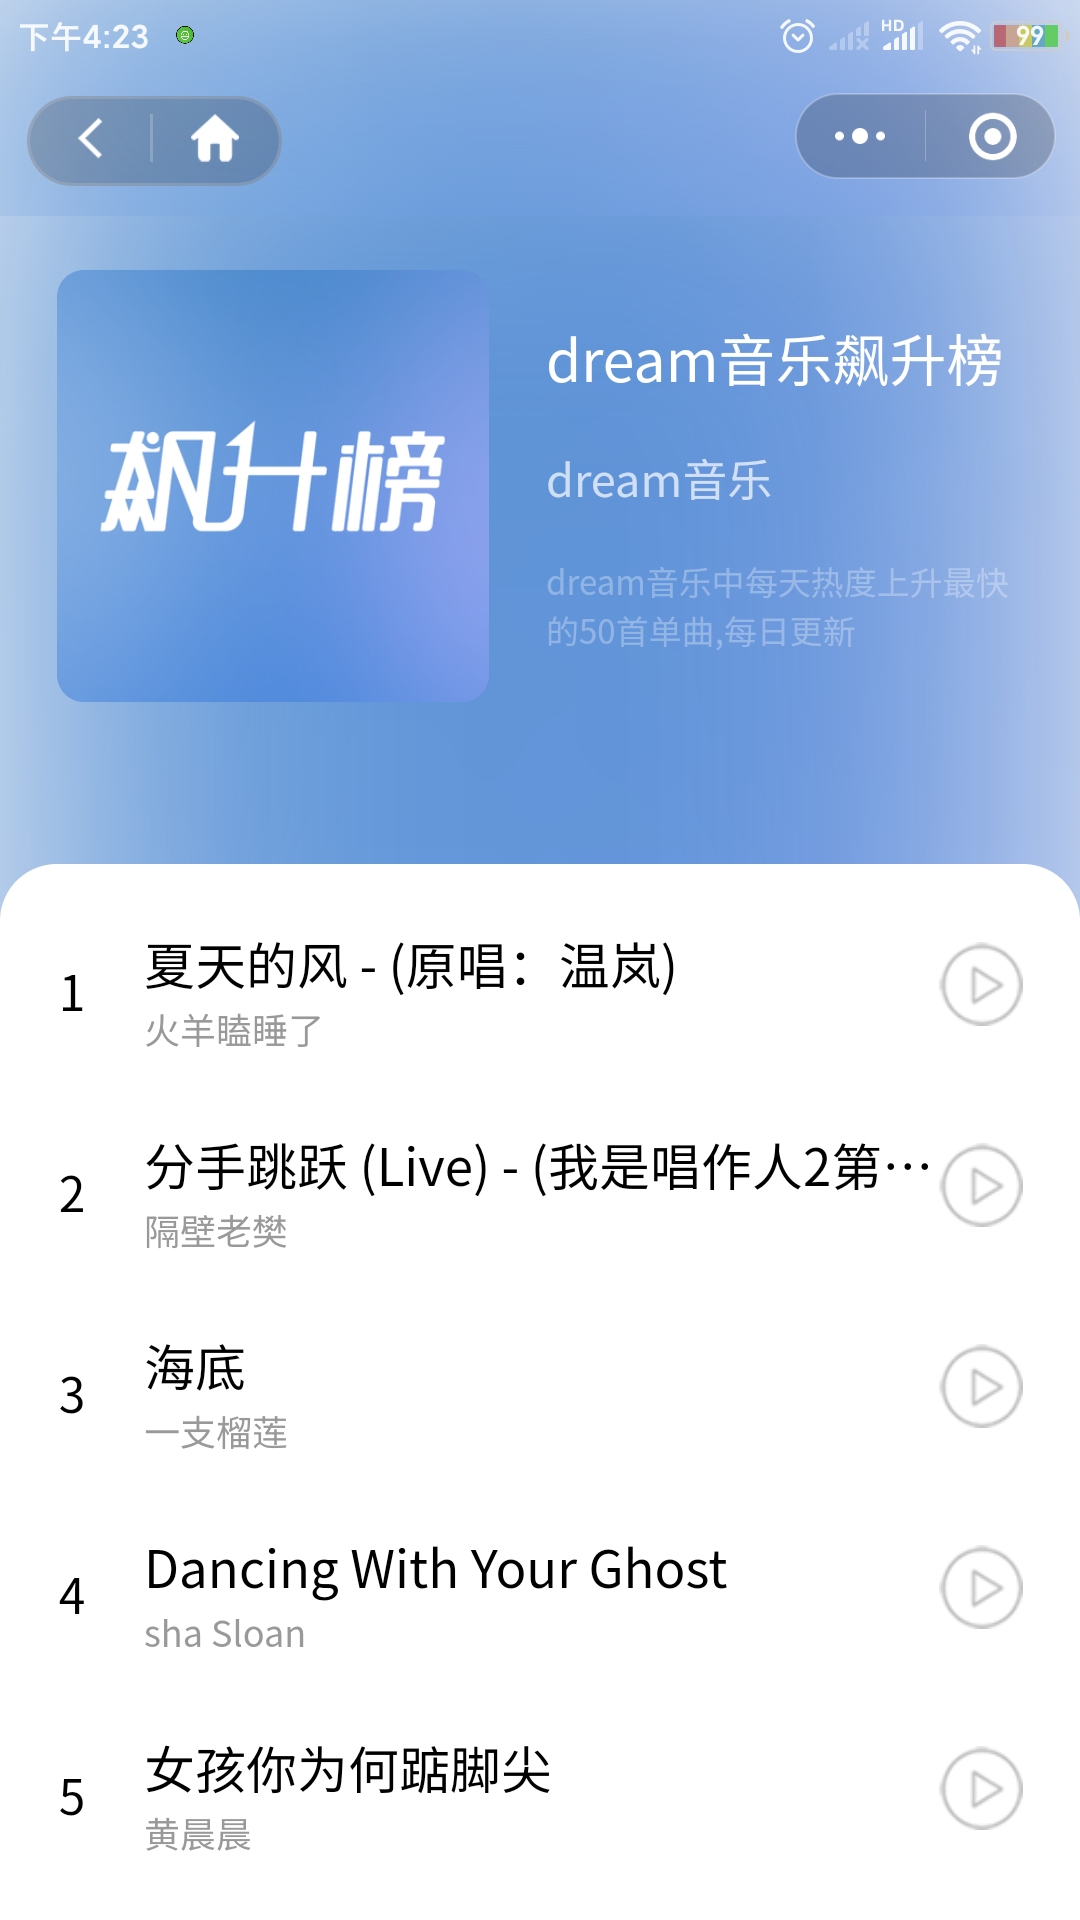 下午4:23
HD
99
飙升榜
dream音乐飙升榜
dream音乐
dream音乐中每天热度上升最快
的50首单曲,每日更新
1
夏天的风 - (原唱：温岚)
火羊瞌睡了
2
分手跳跃 (Live) - (我是唱作人2第…
隔壁老樊
3
海底
一支榴莲
4
Dancing With Your Ghost
sha Sloan
5
女孩你为何踮脚尖
黄晨晨